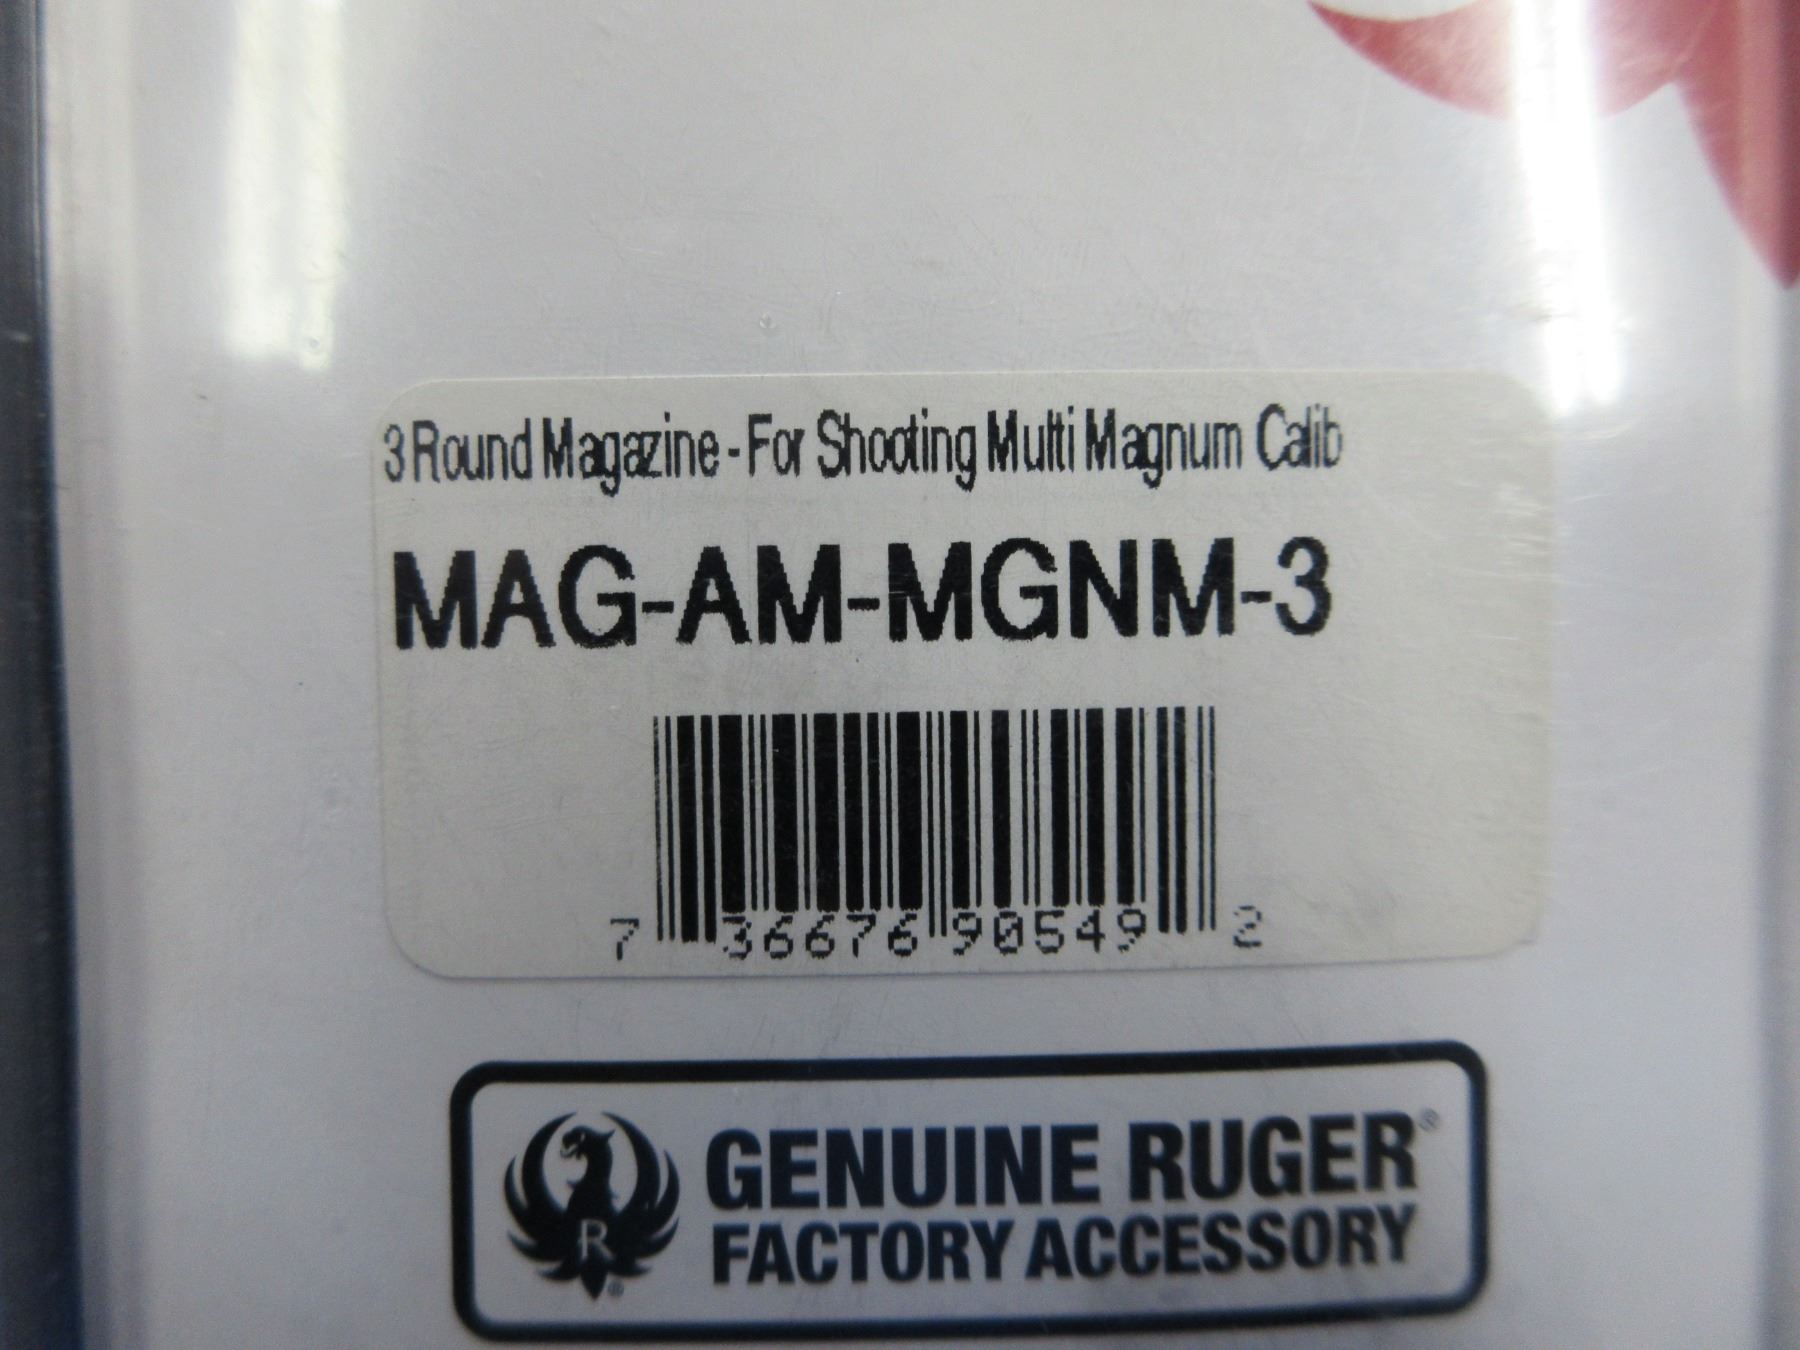 3 Round Magazine - For Shooting Multi Magnum Calib
MAG-AM-MGNM-3
7 36676 90549 2
GENUINE RUGER®
FACTORY ACCESSORY
R ®